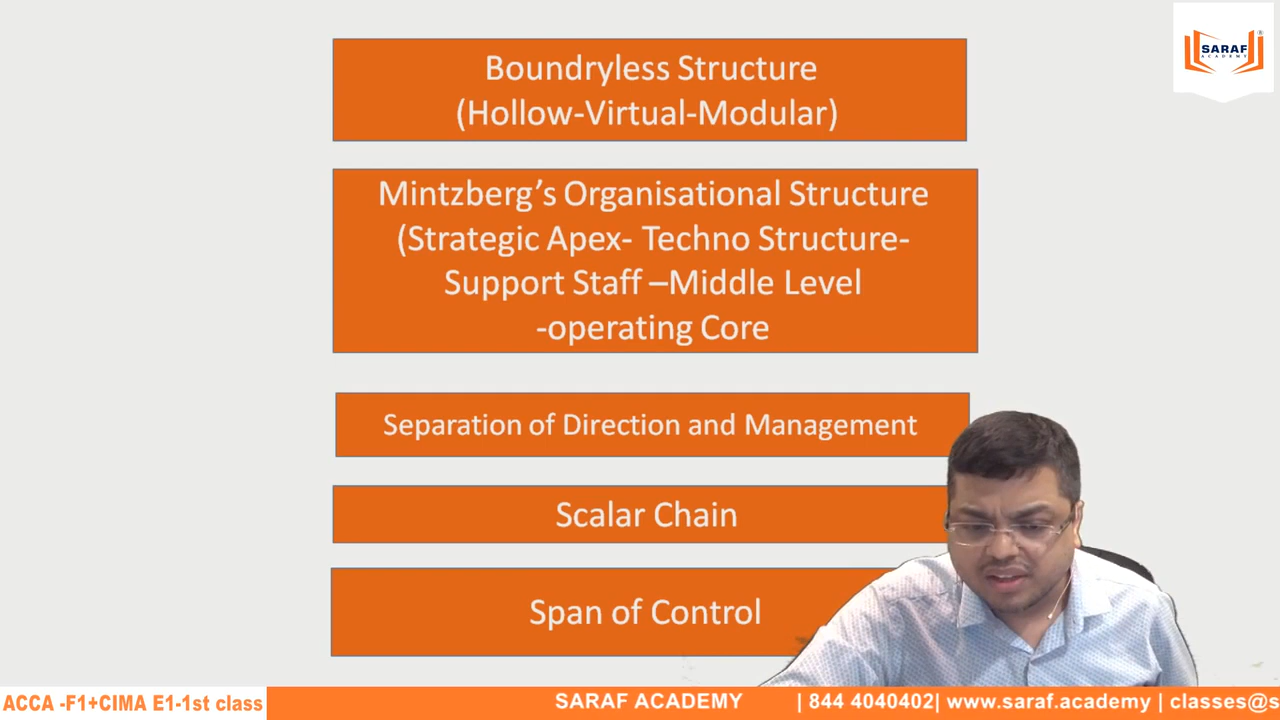 Boundryless Structure
(Hollow-Virtual-Modular)
SARAF
ACADEMY
Mintzberg’s Organisational Structure
(Strategic Apex- Techno Structure-
Support Staff –Middle Level
-operating Core
Separation of Direction and Management
Scalar Chain
Span of Control
ACCA -F1+CIMA E1-1st class
SARAF ACADEMY | 844 4040402| www.saraf.academy | classes@s